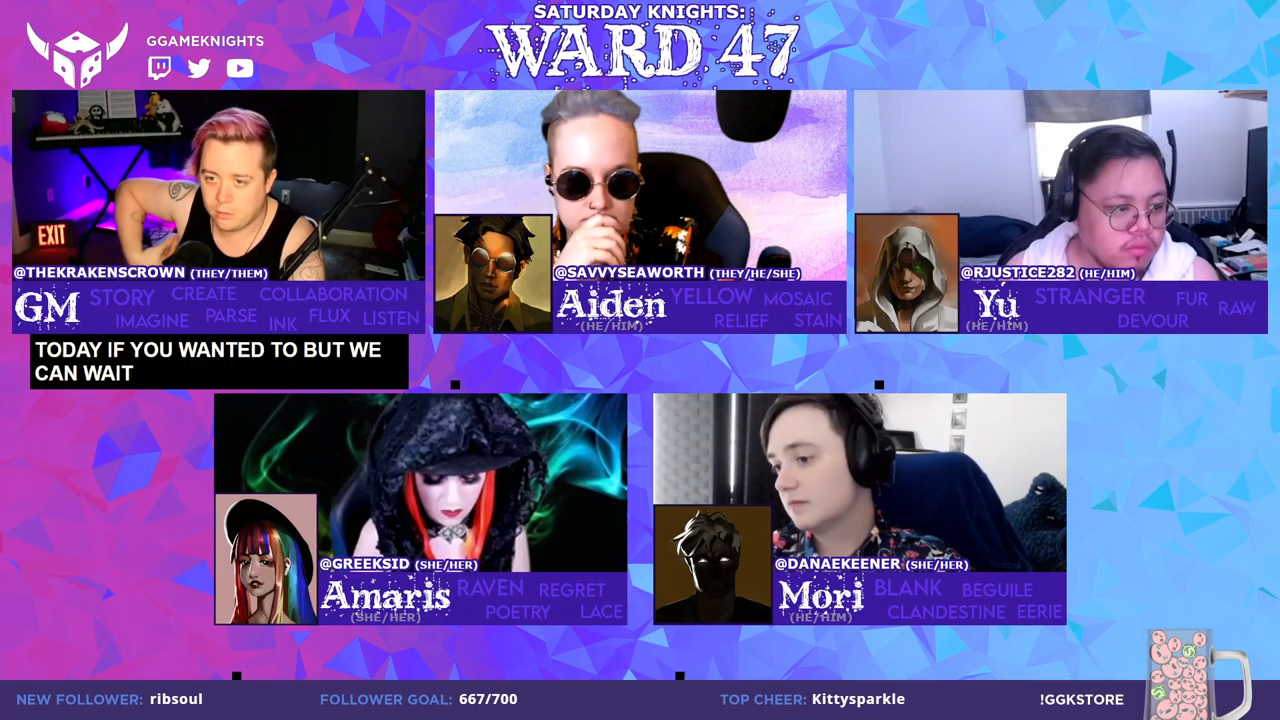 SATURDAY KNIGHTS:
WARD 47
GGAMEKNIGHTS
EXIT
@THEKRAKENSCROWN (THEY/THEM)
GM
STORY CREATE COLLABORATION
IMAGINE PARSE INK FLUX LISTEN
@SAVVYSEAWORTH (THEY/HE/SHE)
Aiden
(HE/HIM)
YELLOW MOSAIC
RELIEF STAIN
@RJUSTICE282 (HE/HIM)
Yu
(HE/HIM)
STRANGER FUR RAW
DEVOUR
TODAY IF YOU WANTED TO BUT WE
CAN WAIT
@GREEKSID (SHE/HER)
Amaris
(SHE/HER)
RAVEN REGRET
POETRY LACE
@DANAEKEENER (SHE/HER)
Mori
(HE/HIM)
BLANK BEGUILE
CLANDESTINE EERIE
NEW FOLLOWER: ribsoul FOLLOWER GOAL: 667/700 TOP CHEER: Kittysparkle !GGKSTORE